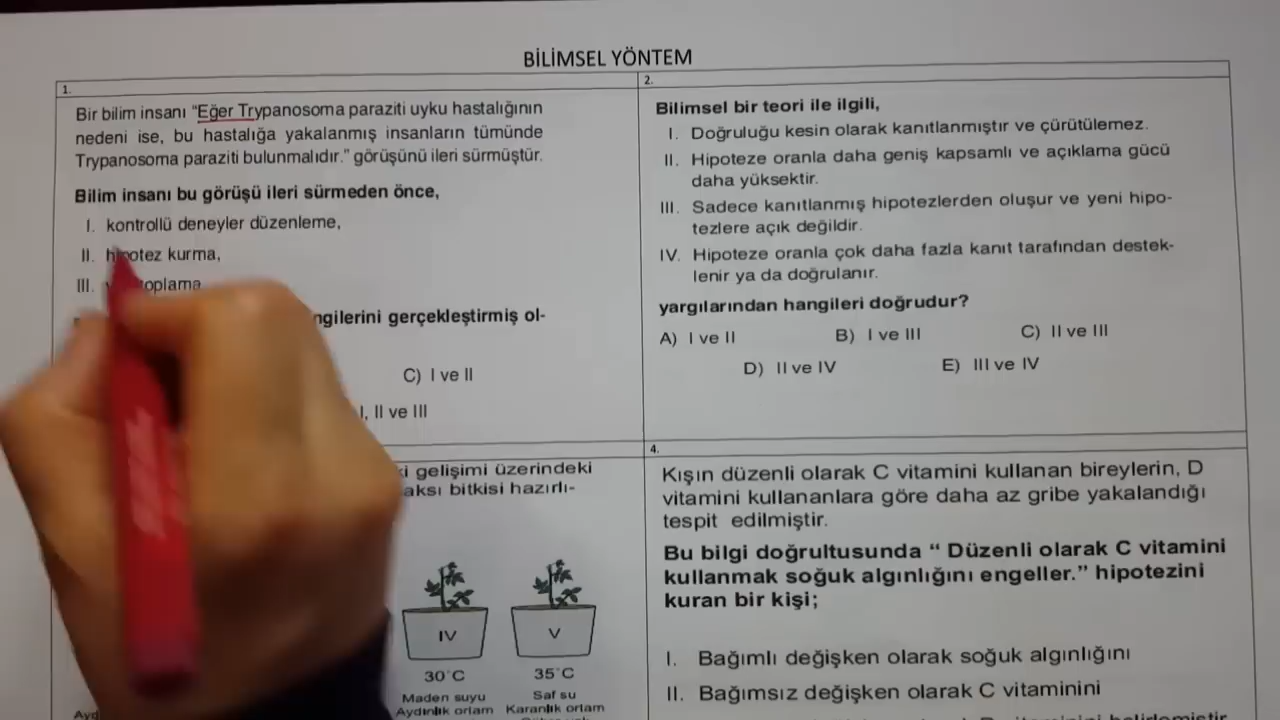 BİLİMSEL YÖNTEM
1.
Bir bilim insanı “Eğer Trypanosoma paraziti uyku hastalığının
nedeni ise, bu hastalığa yakalanmış insanların tümünde
Trypanosoma paraziti bulunmalıdır.” görüşünü ileri sürmüştür.
Bilim insanı bu görüşü ileri sürmeden önce,
I. kontrollü deneyler düzenleme,
II. hipotez kurma,
III. toplama
ngilerini gerçekleştirmiş ol-
C) I ve II
I, II ve III
2.
Bilimsel bir teori ile ilgili,
I. Doğruluğu kesin olarak kanıtlanmıştır ve çürütülemez.
II. Hipoteze oranla daha geniş kapsamlı ve açıklama gücü
daha yüksektir.
III. Sadece kanıtlanmış hipotezlerden oluşur ve yeni hipo-
tezlere açık değildir.
IV. Hipoteze oranla çok daha fazla kanıt tarafından destek-
lenir ya da doğrulanır.
yargılarından hangileri doğrudur?
A) I ve II B) I ve III C) II ve III
D) II ve IV E) III ve IV
ki gelişimi üzerindeki
aksı bitkisi hazırlı-
IV V
30°C 35°C
Maden suyu Saf su
Aydınlık ortam Karanlık ortam
4.
Kışın düzenli olarak C vitamini kullanan bireylerin, D
vitamini kullananlara göre daha az gribe yakalandığı
tespit edilmiştir.
Bu bilgi doğrultusunda “ Düzenli olarak C vitamini
kullanmak soğuk algınlığını engeller.” hipotezini
kuran bir kişi;
I. Bağımlı değişken olarak soğuk algınlığını
II. Bağımsız değişken olarak C vitaminini